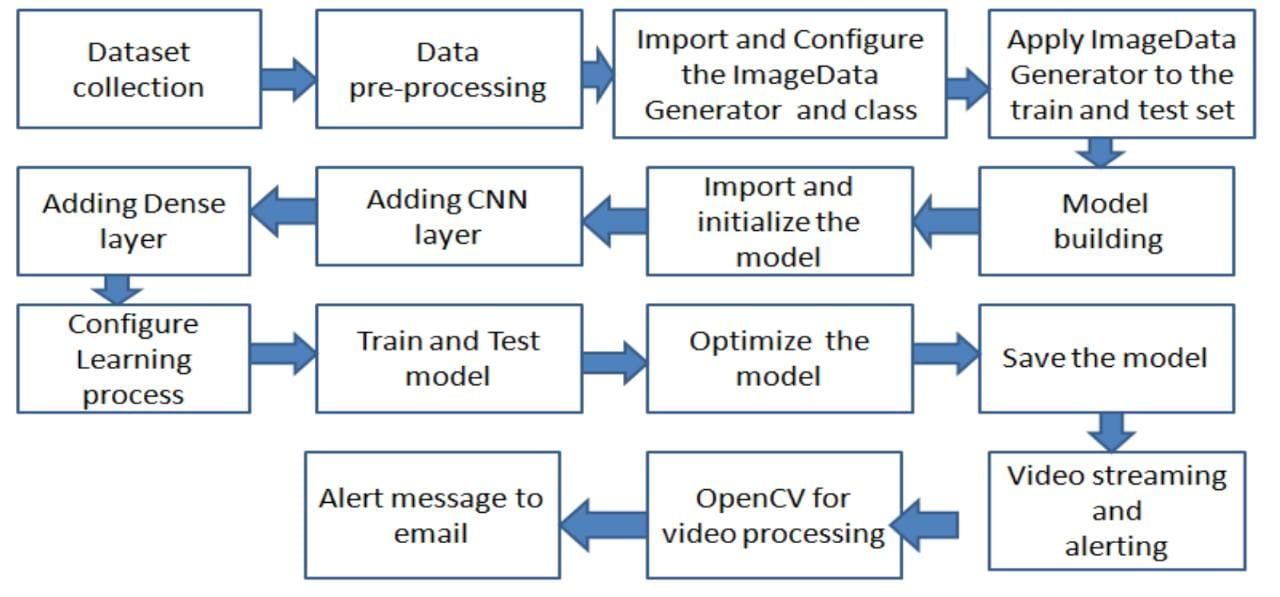 Dataset
collection
Data
pre-processing
Import and Configure
the ImageData
Generator and class
Apply ImageData
Generator to the
train and test set
Model
building
Import and
initialize the
model
Adding CNN
layer
Adding Dense
layer
Configure
Learning
process
Train and Test
model
Optimize the
model
Save the model
Video streaming
and
alerting
OpenCV for
video processing
Alert message to
email